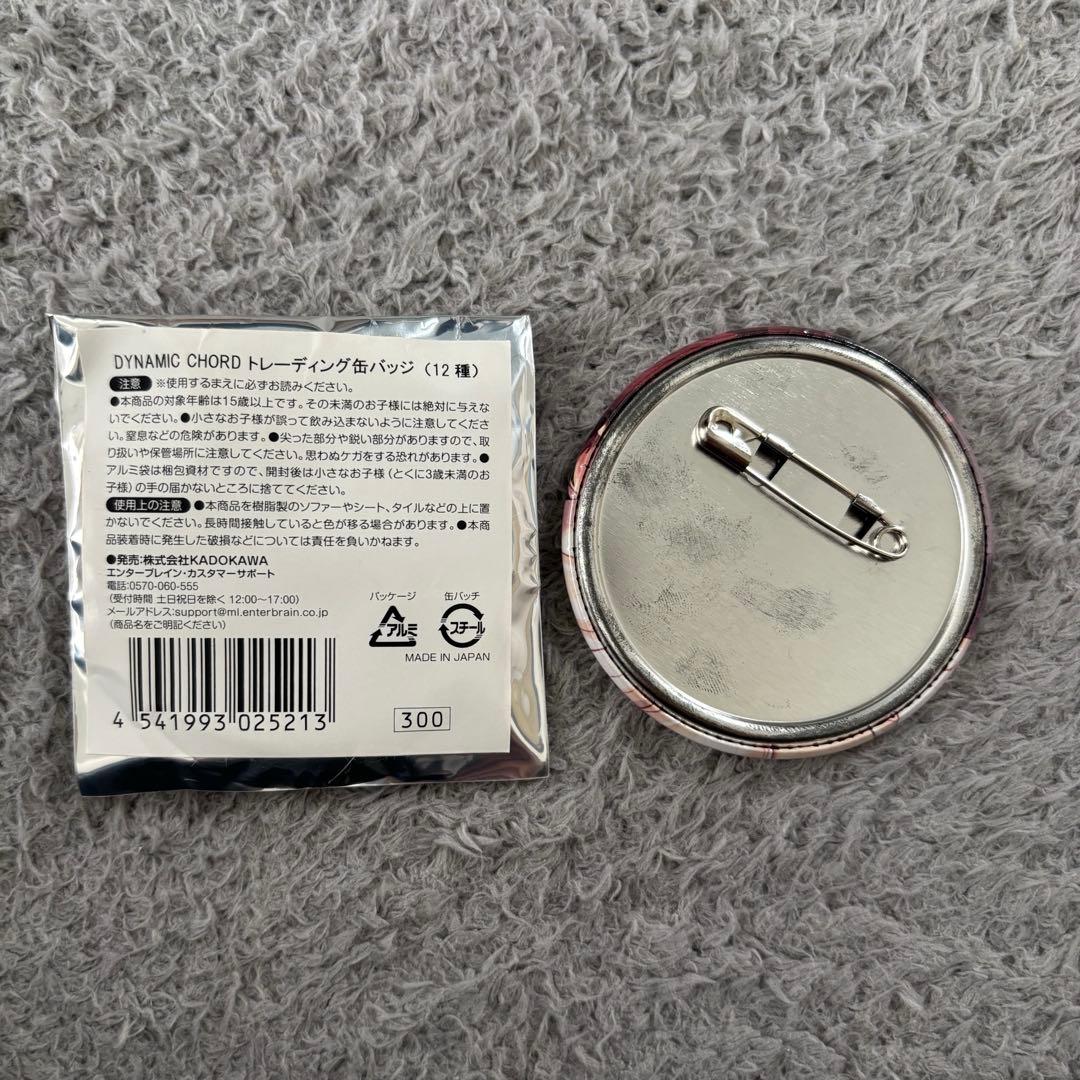 DYNAMIC CHORD トレーディング缶バッジ（12 種）
注意 ※使用するまえに必ずお読みください。
●本商品の対象年齢は15歳以上です。その未満のお子様には絶対に与えな
いでください。●小さなお子様が誤って飲み込まないように注意してくださ
い。窒息などの危険があります。●尖った部分や鋭い部分がありますので、取
り扱いや保管場所に注意してください。思わぬケガをする恐れがあります。●
アルミ袋は梱包資材ですので、開封後は小さなお子様（とくに3歳未満のお
子様）の手の届かないところに捨ててください。
使用上の注意 ●本商品を樹脂製のソファーやシート、タイルなどの上に置
かないでください。長時間接触していると色が移る場合があります。●本商
品装着時に発生した破損などについては責任を負いかねます。
●発売：株式会社KADOKAWA
エンターブレイン・カスタマーサポート
電話：0570-060-555
（受付時間 土日祝日を除く 12:00〜17:00）
メールアドレス：support@ml.enterbrain.co.jp
（商品名をご明記ください）
パッケージ 缶バッチ
アルミ スチール
MADE IN JAPAN
4 541993 025213
300